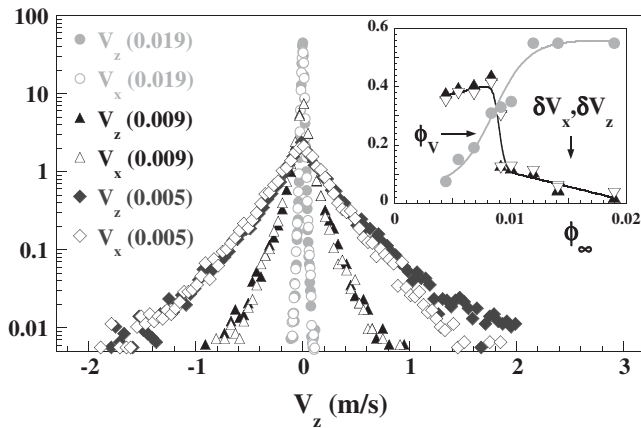 100
10
1
0.1
0.01
V_z (0.019)
V_x (0.019)
V_z (0.009)
V_x (0.009)
V_z (0.005)
V_x (0.005)
-2 -1 0 1 2 3
V_z (m/s)
0.6
0.4
0.2
0
0 0.01 0.02
ϕ_V
δV_x,δV_z
ϕ_∞